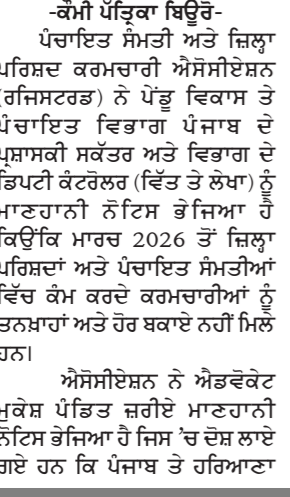 -ਕੌਮੀ ਪੱਤ੍ਰਿਕਾ ਬਿਊਰੋ-
ਪੰਚਾਇਤ ਸੰਮਤੀ ਅਤੇ ਜ਼ਿਲ੍ਹਾ
ਪਰਿਸ਼ਦ ਕਰਮਚਾਰੀ ਐਸੋਸੀਏਸ਼ਨ
(ਰਜਿਸਟਰਡ) ਨੇ ਪੇਂਡੂ ਵਿਕਾਸ ਤੇ
ਪੰਚਾਇਤ ਵਿਭਾਗ ਪੰਜਾਬ ਦੇ
ਪ੍ਰਸ਼ਾਸਕੀ ਸਕੱਤਰ ਅਤੇ ਵਿਭਾਗ ਦੇ
ਡਿਪਟੀ ਕੰਟਰੋਲਰ (ਵਿੱਤ ਤੇ ਲੇਖਾ) ਨੂੰ
ਮਾਣਹਾਨੀ ਨੋਟਿਸ ਭੇਜਿਆ ਹੈ
ਕਿਉਂਕਿ ਮਾਰਚ 2026 ਤੋਂ ਜ਼ਿਲ੍ਹਾ
ਪਰਿਸ਼ਦਾਂ ਅਤੇ ਪੰਚਾਇਤ ਸੰਮਤੀਆਂ
ਵਿੱਚ ਕੰਮ ਕਰਦੇ ਕਰਮਚਾਰੀਆਂ ਨੂੰ
ਤਨਖ਼ਾਹਾਂ ਅਤੇ ਹੋਰ ਬਕਾਏ ਨਹੀਂ ਮਿਲੇ
ਹਨ।
ਐਸੋਸੀਏਸ਼ਨ ਨੇ ਐਡਵੋਕੇਟ
ਮੁਕੇਸ਼ ਪੰਡਿਤ ਜ਼ਰੀਏ ਮਾਣਹਾਨੀ
ਨੋਟਿਸ ਭੇਜਿਆ ਹੈ ਜਿਸ 'ਚ ਦੋਸ਼ ਲਾਏ
ਗਏ ਹਨ ਕਿ ਪੰਜਾਬ ਤੇ ਹਰਿਆਣਾ